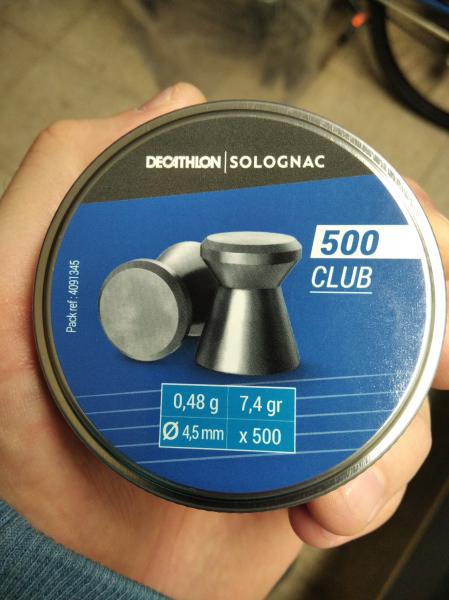 DECATHLON | SOLOGNAC
500
CLUB
Pack ref : 4091345
0,48 g 7,4 gr
Ø 4,5 mm x 500